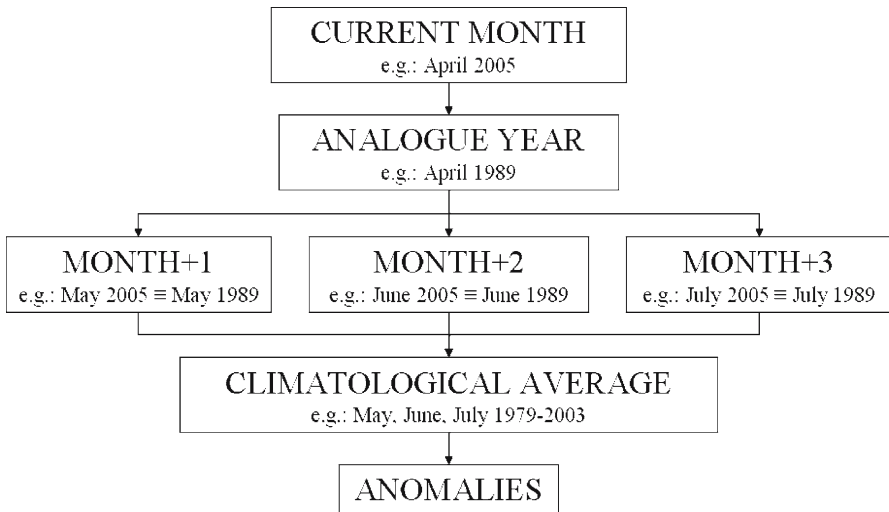 CURRENT MONTH
e.g.: April 2005
ANALOGUE YEAR
e.g.: April 1989
MONTH+1
e.g.: May 2005 ≡ May 1989
MONTH+2
e.g.: June 2005 ≡ June 1989
MONTH+3
e.g.: July 2005 ≡ July 1989
CLIMATOLOGICAL AVERAGE
e.g.: May, June, July 1979-2003
ANOMALIES